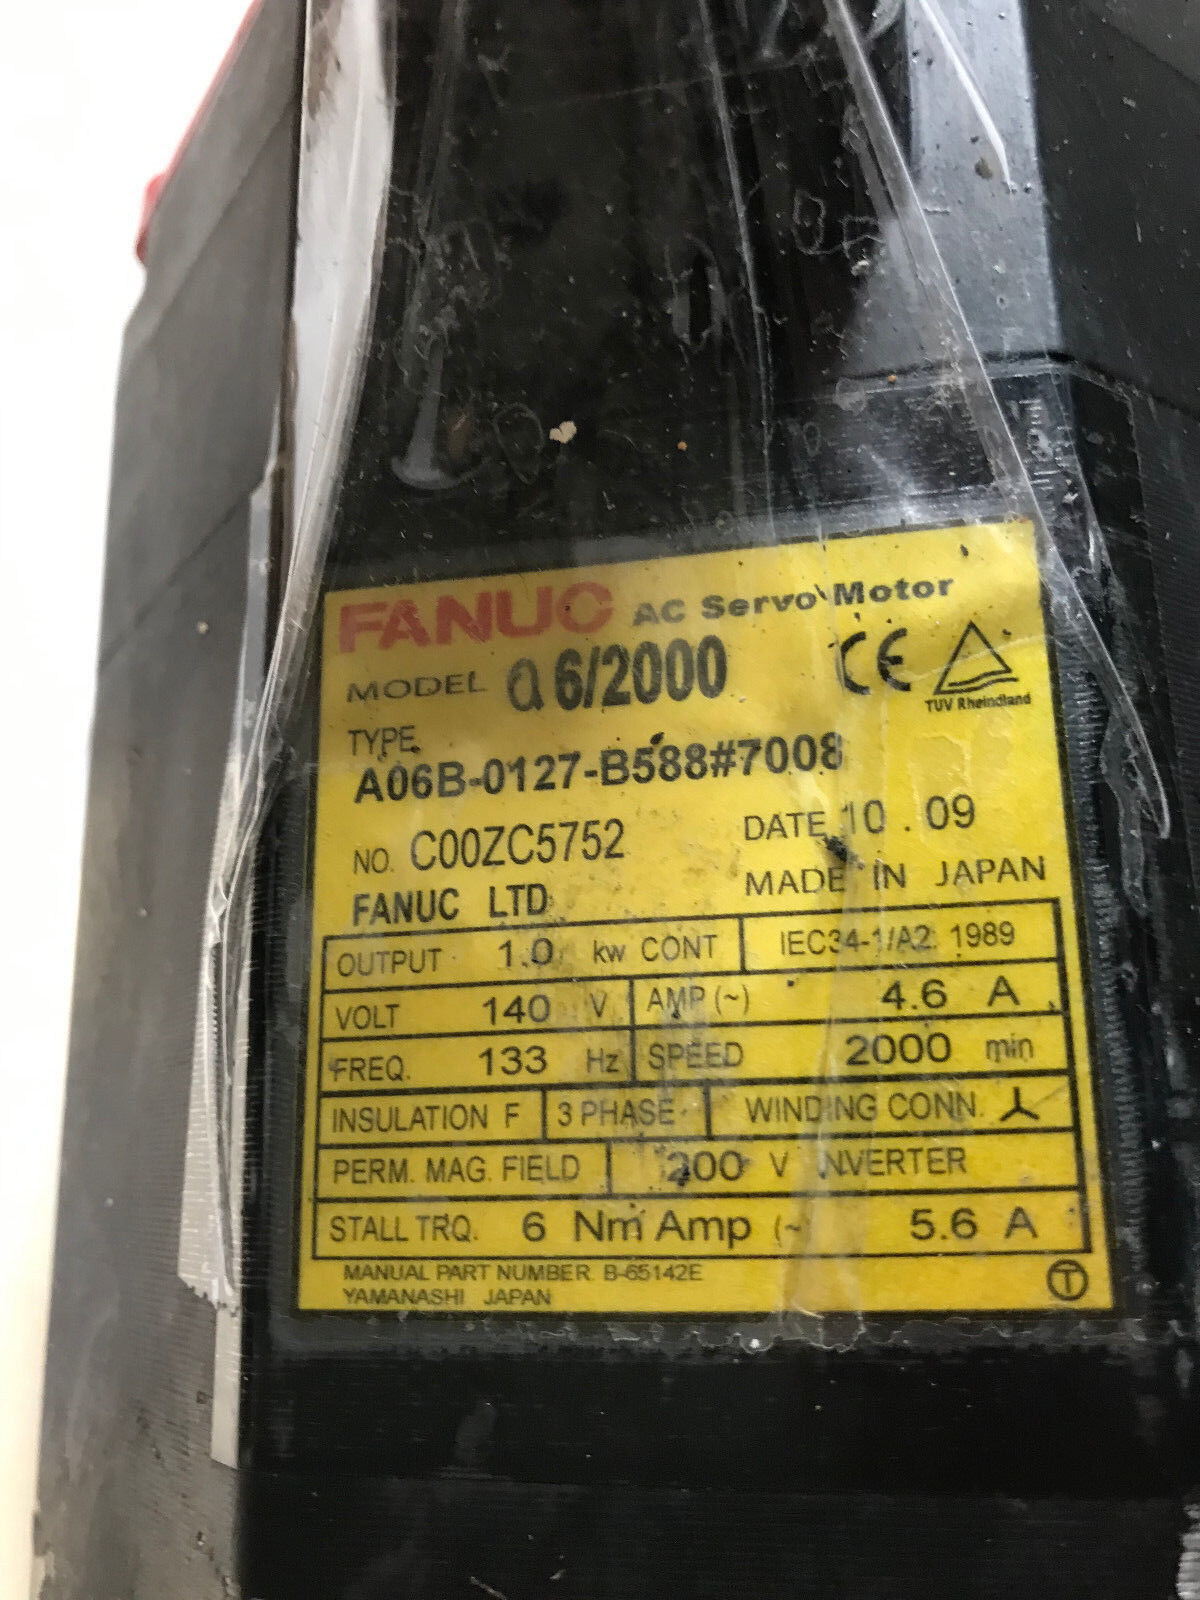 FANUC AC Servo Motor
MODEL α 6/2000
CE
TUV Rheindland
TYPE
A06B-0127-B588#7008
NO. C00ZC5752
DATE 10 . 09
FANUC LTD
MADE IN JAPAN
OUTPUT 1.0 kw CONT IEC34-1/A2. 1989
VOLT 140 V AMP (~) 4.6 A
FREQ. 133 Hz SPEED 2000 min
INSULATION F 3 PHASE WINDING CONN.
PERM. MAG. FIELD 200 V INVERTER
STALL TRQ. 6 Nm Amp (~) 5.6 A
MANUAL PART NUMBER B-65142E
YAMANASHI JAPAN
T